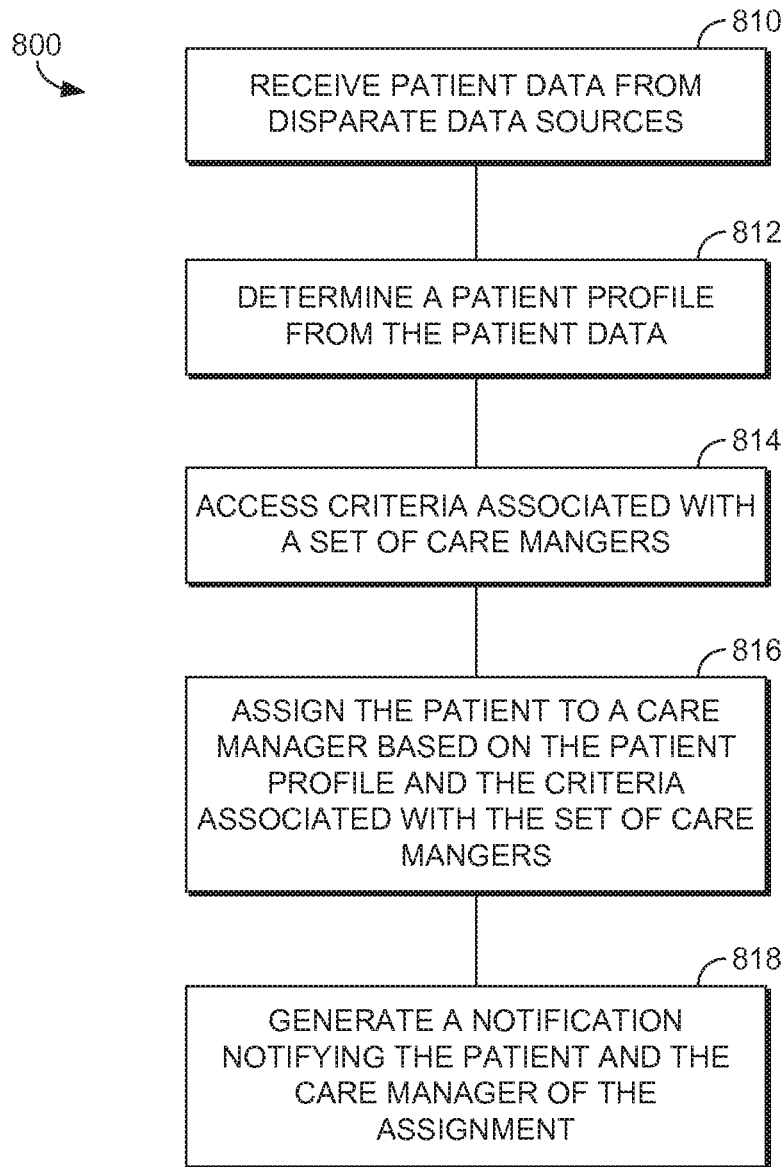 800
810
RECEIVE PATIENT DATA FROM
DISPARATE DATA SOURCES
812
DETERMINE A PATIENT PROFILE
FROM THE PATIENT DATA
814
ACCESS CRITERIA ASSOCIATED WITH
A SET OF CARE MANGERS
816
ASSIGN THE PATIENT TO A CARE
MANAGER BASED ON THE PATIENT
PROFILE AND THE CRITERIA
ASSOCIATED WITH THE SET OF CARE
MANGERS
818
GENERATE A NOTIFICATION
NOTIFYING THE PATIENT AND THE
CARE MANAGER OF THE
ASSIGNMENT